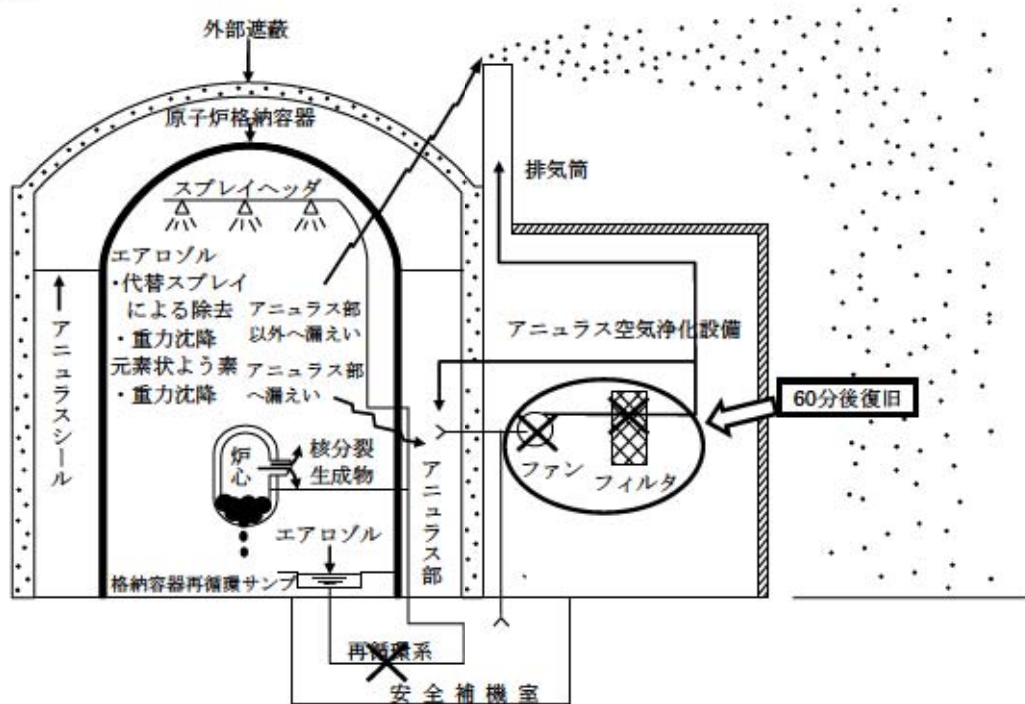 外部遮蔽
原子炉格納容器
スプレイヘッダ
エアロゾル
・代替スプレイ
による除去
・重力沈降
元素状よう素
・重力沈降
アニュラス部
以外へ漏えい
アニュラス部
へ漏えい
アニュラスシール
炉心
核分裂
生成物
エアロゾル
格納容器再循環サンプ
アニュラス部
再循環系
安全補機室
排気筒
アニュラス空気浄化設備
ファン
フィルタ
60分後復旧